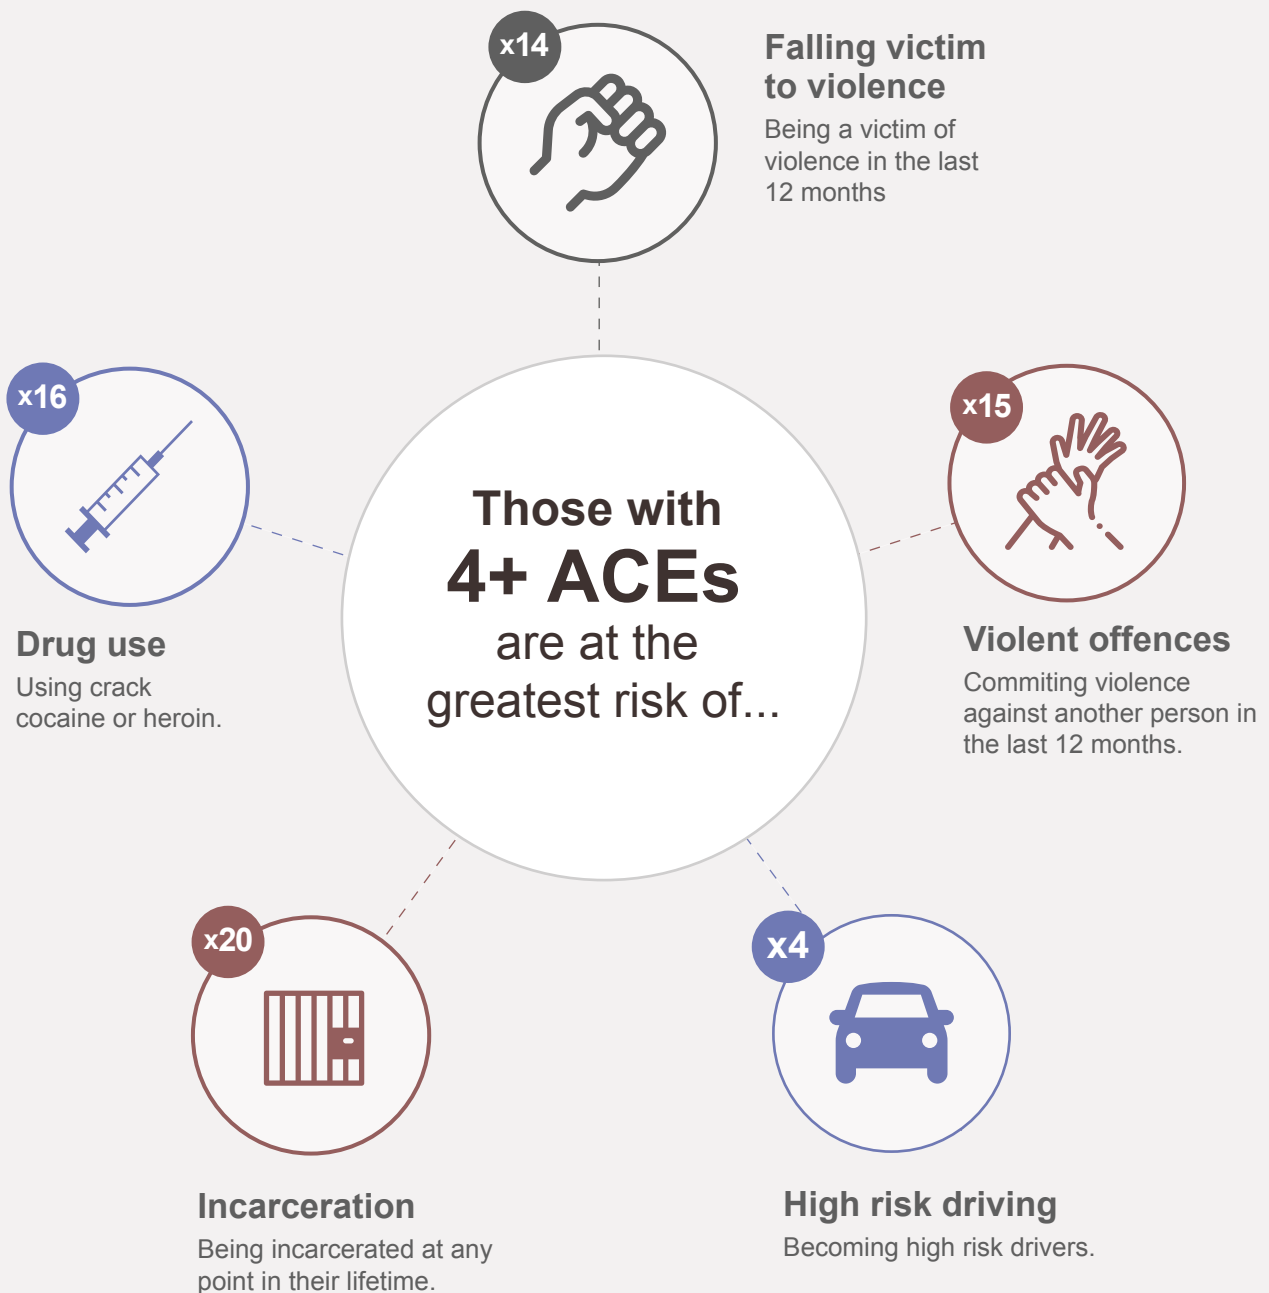 x14
Falling victim
to violence
Being a victim of
violence in the last
12 months
x16
Drug use
Using crack
cocaine or heroin.
Those with
4+ ACEs
are at the
greatest risk of...
x15
Violent offences
Commiting violence
against another person in
the last 12 months.
x20
Incarceration
Being incarcerated at any
point in their lifetime.
x4
High risk driving
Becoming high risk drivers.